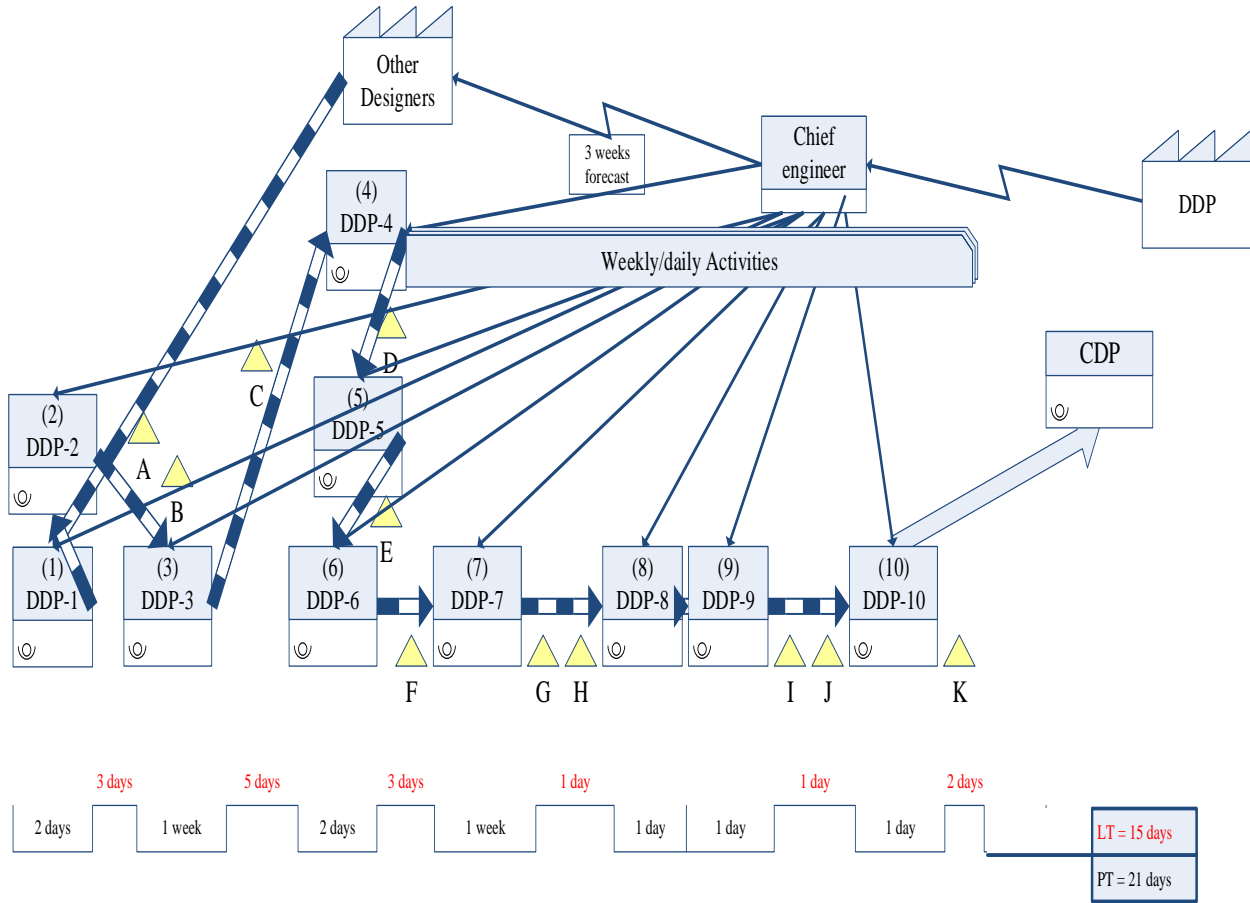 Other
Designers
3 weeks
forecast
Chief
engineer
DDP
(4)
DDP-4
Weekly/daily Activities
CDP
D
C
(2)
DDP-2
(5)
DDP-5
A
B
E
(1)
DDP-1
(3)
DDP-3
(6)
DDP-6
(7)
DDP-7
(8)
DDP-8
(9)
DDP-9
(10)
DDP-10
F
G
H
I
J
K
3 days
5 days
3 days
1 day
1 day
2 days
2 days
1 week
2 days
1 week
1 day
1 day
1 day
LT = 15 days
PT = 21 days